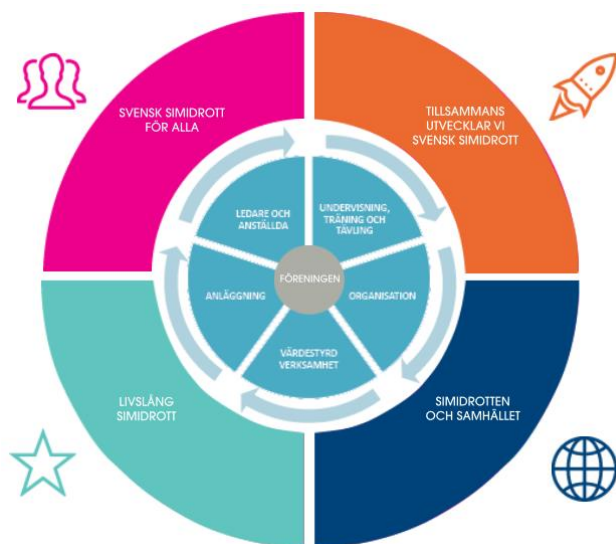 SVENSK SIMIDROTT
FÖR ALLA
TILLSAMMANS
UTVECKLAR VI
SVENSK SIMIDROTT
LEDARE OCH
ANSTÄLLDA
UNDERVISNING,
TRÄNING OCH
TÄVLING
FÖRENINGEN
ANLÄGGNING
ORGANISATION
VÄRDESTYRD
VERKSAMHET
LIVSLÅNG
SIMIDROTT
SIMIDROTTEN
OCH SAMHÄLLET